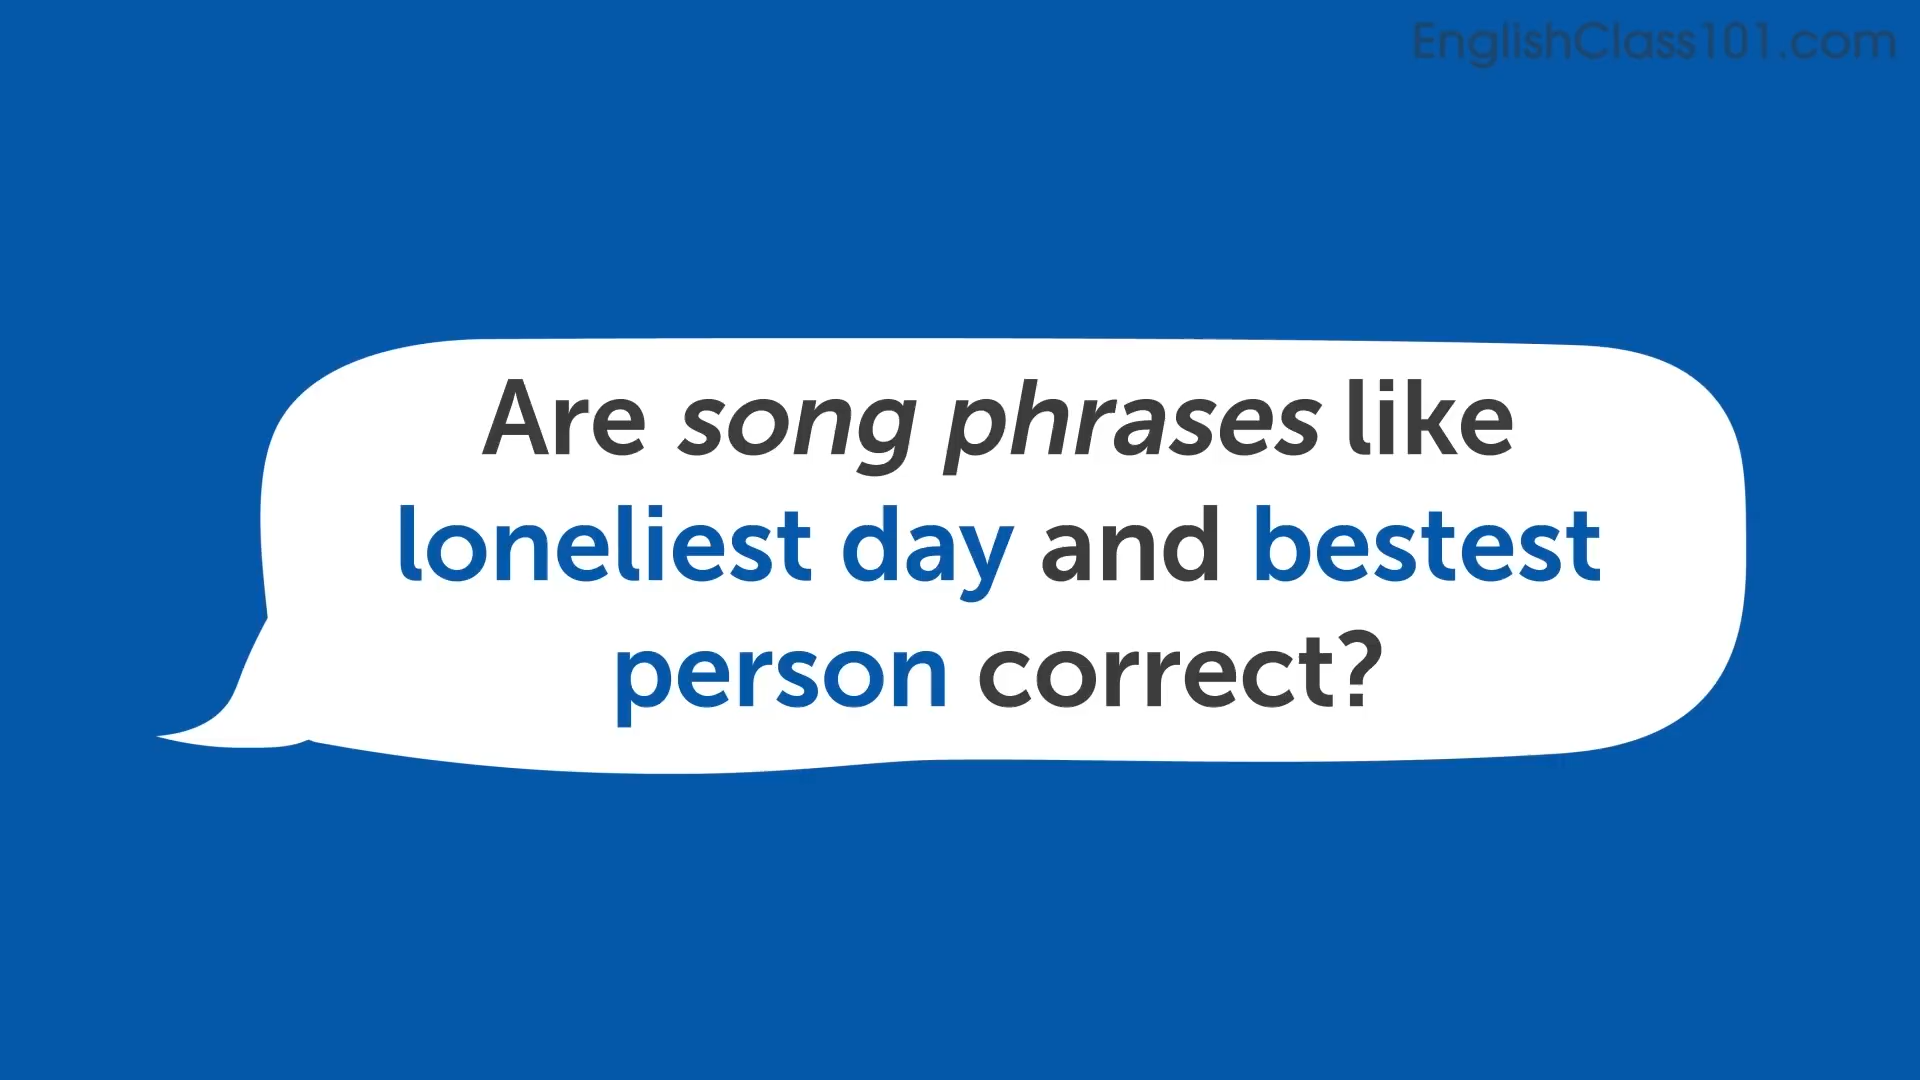 EnglishClass101.com
Are song phrases like
loneliest day and bestest
person correct?